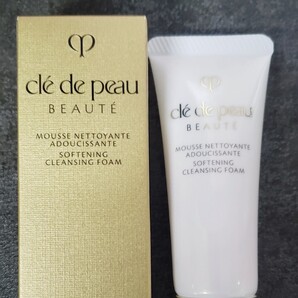 clé de peau
BEAUTÉ
MOUSSE NETTOYANTE
ADOUCISSANTE
SOFTENING
CLEANSING FOAM
clé de peau
BEAUTÉ
MOUSSE NETTOYANTE
ADOUCISSANTE
SOFTENING
CLEANSING FOAM